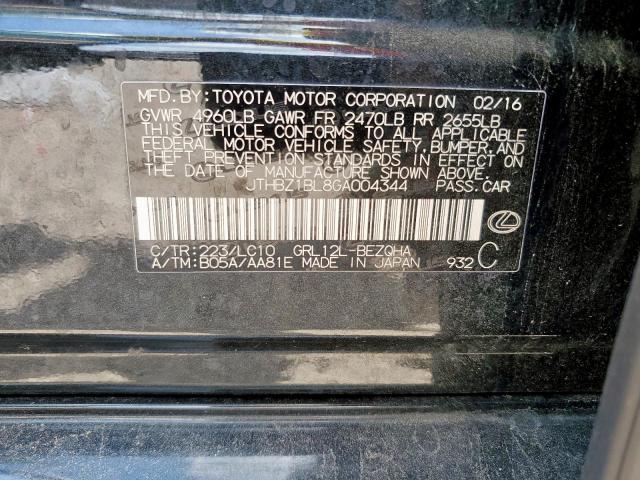 MFD. BY: TOYOTA MOTOR CORPORATION 02/16
GVWR 4960LB GAWR FR 2470LB RR 2655LB
THIS VEHICLE CONFORMS TO ALL APPLICABLE
FEDERAL MOTOR VEHICLE SAFETY, BUMPER, AND
THEFT PREVENTION STANDARDS IN EFFECT ON
THE DATE OF MANUFACTURE SHOWN ABOVE.
JTHBZ1BL8GA004344 PASS. CAR
C/TR: 223/LC10 GRL12L-BEZQHA
A/TM: B05A/AA81E MADE IN JAPAN 932 C